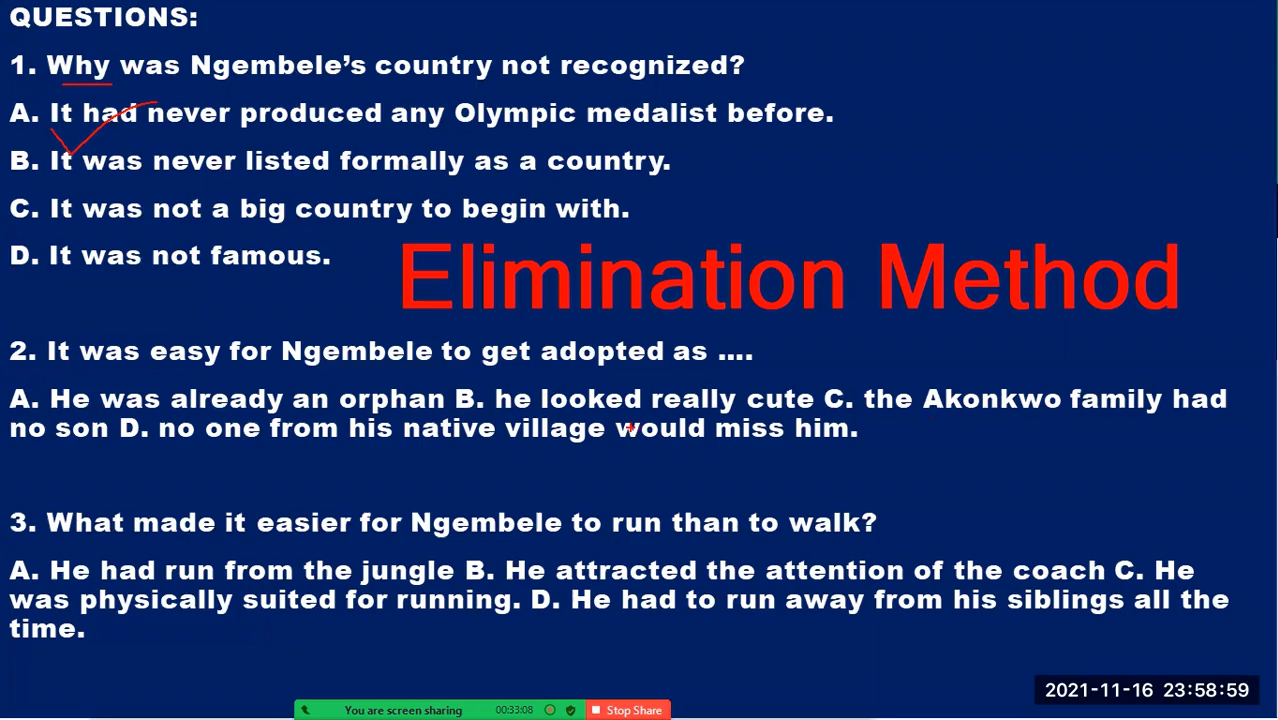 QUESTIONS:
1. Why was Ngembele’s country not recognized?
A. It had never produced any Olympic medalist before.
B. It was never listed formally as a country.
C. It was not a big country to begin with.
D. It was not famous.
Elimination Method
2. It was easy for Ngembele to get adopted as ....
A. He was already an orphan B. he looked really cute C. the Akonkwo family had
no son D. no one from his native village would miss him.
3. What made it easier for Ngembele to run than to walk?
A. He had run from the jungle B. He attracted the attention of the coach C. He
was physically suited for running. D. He had to run away from his siblings all the
time.
2021-11-16 23:58:59
You are screen sharing 00:33:08 Stop Share